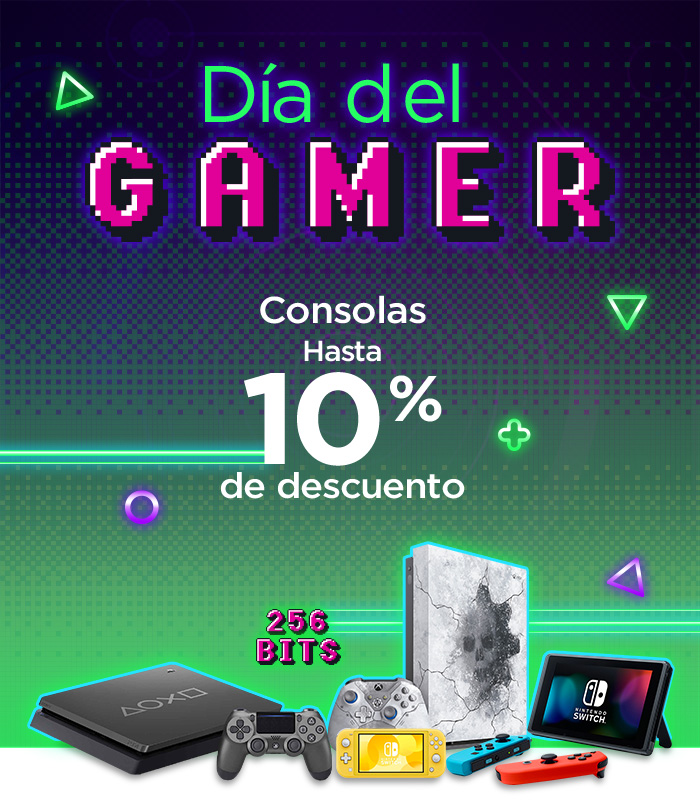 Día del
GAMER
Consolas
Hasta
10%
de descuento
256
BITS
NINTENDO
SWITCH